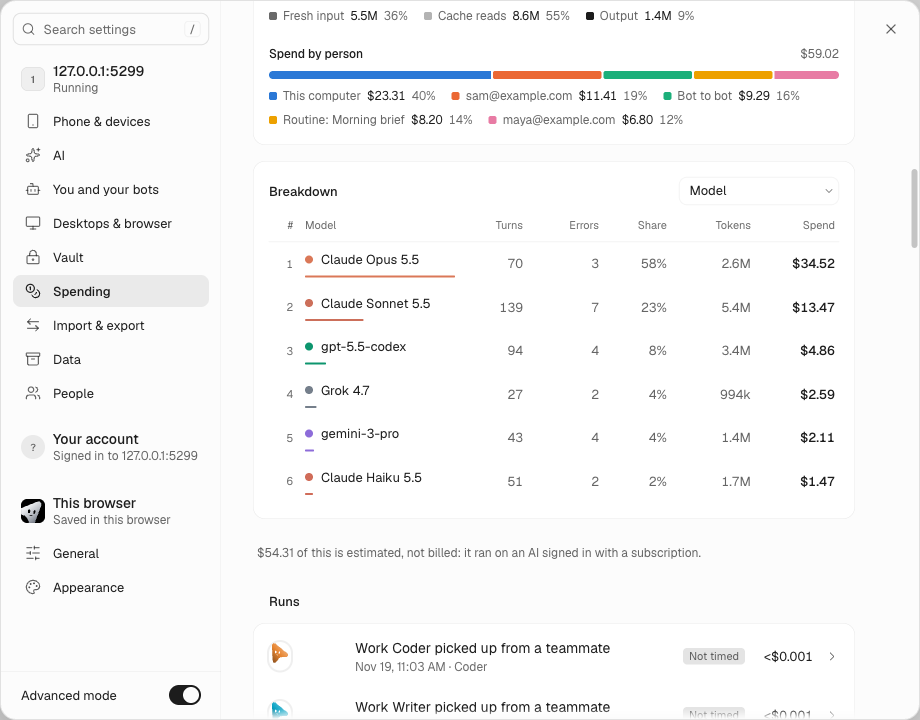 Search settings /
1 127.0.0.1:5299
Running
Phone & devices
AI
You and your bots
Desktops & browser
Vault
Spending
Import & export
Data
People
? Your account
Signed in to 127.0.0.1:5299
This browser
Saved in this browser
General
Appearance
Advanced mode
Fresh input 5.5M 36% Cache reads 8.6M 55% Output 1.4M 9%
Spend by person $59.02
This computer $23.31 40% sam@example.com $11.41 19% Bot to bot $9.29 16%
Routine: Morning brief $8.20 14% maya@example.com $6.80 12%
Breakdown Model
# Model Turns Errors Share Tokens Spend
1 Claude Opus 5.5 70 3 58% 2.6M $34.52
2 Claude Sonnet 5.5 139 7 23% 5.4M $13.47
3 gpt-5.5-codex 94 4 8% 3.4M $4.86
4 Grok 4.7 27 2 4% 994k $2.59
5 gemini-3-pro 43 4 4% 1.4M $2.11
6 Claude Haiku 5.5 51 2 2% 1.7M $1.47
$54.31 of this is estimated, not billed: it ran on an AI signed in with a subscription.
Runs
Work Coder picked up from a teammate Not timed <$0.001
Nov 19, 11:03 AM · Coder
Work Writer picked up from a teammate Not timed <$0.001